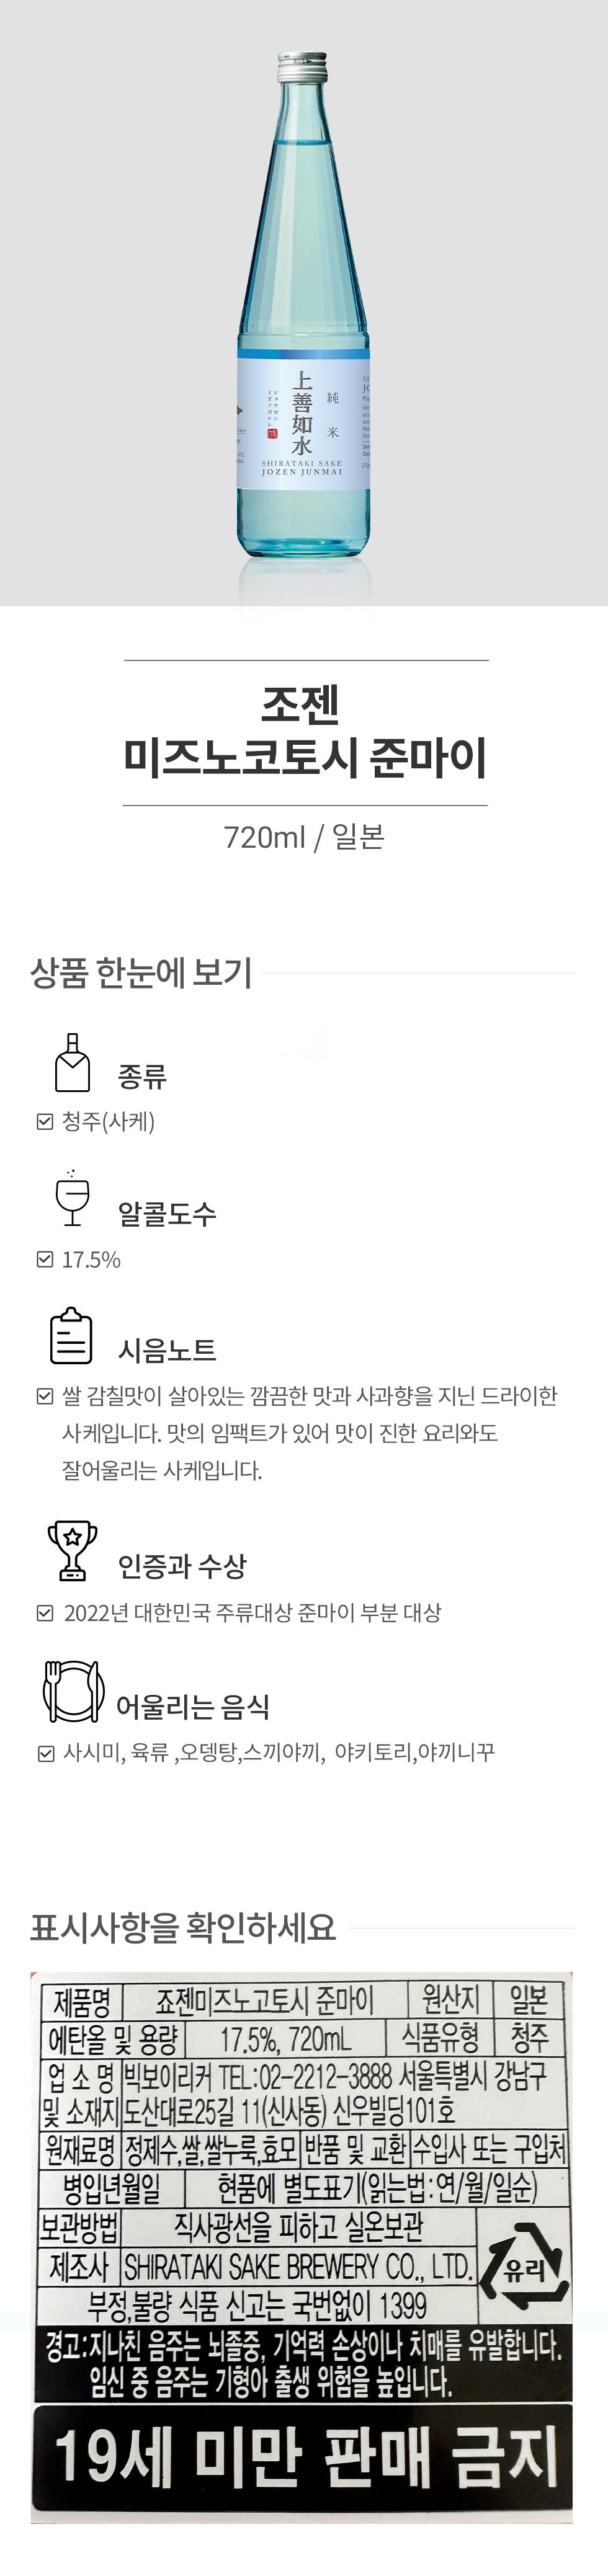 純米
上善如水
ジョウゼン
ミズノゴトシ
SHIRATAKI SAKE
JOZEN JUNMAI
조젠
미즈노코토시 준마이
720ml / 일본
상품 한눈에 보기
종류
청주(사케)
알콜도수
17.5%
시음노트
쌀 감칠맛이 살아있는 깜끔한 맛과 사과향을 지닌 드라이한
사케입니다. 맛의 임팩트가 있어 맛이 진한 요리와도
잘어울리는 사케입니다.
인증과 수상
2022년 대한민국 주류대상 준마이 부분 대상
어울리는 음식
사시미, 육류 ,오뎅탕,스끼야끼, 야키토리,야끼니꾸
표시사항을 확인하세요
제품명 죠젠미즈노고토시 준마이 원산지 일본
에탄올 및 용량 17.5%, 720mL 식품유형 청주
업 소 명 빅보이리커 TEL:02-2212-3888 서울특별시 강남구
및 소재지 도산대로25길 11(신사동) 신우빌딩101호
원재료명 정제수,쌀,쌀누룩,효모 반품 및 교환 수입사 또는 구입처
병입년월일 현품에 별도표기(읽는법:연/월/일순)
보관방법 직사광선을 피하고 실온보관
제조사 SHIRATAKI SAKE BREWERY CO., LTD.
유리
부정,불량 식품 신고는 국번없이 1399
경고:지나친 음주는 뇌졸중, 기억력 손상이나 치매를 유발합니다.
임신 중 음주는 기형아 출생 위험을 높입니다.
19세 미만 판매 금지